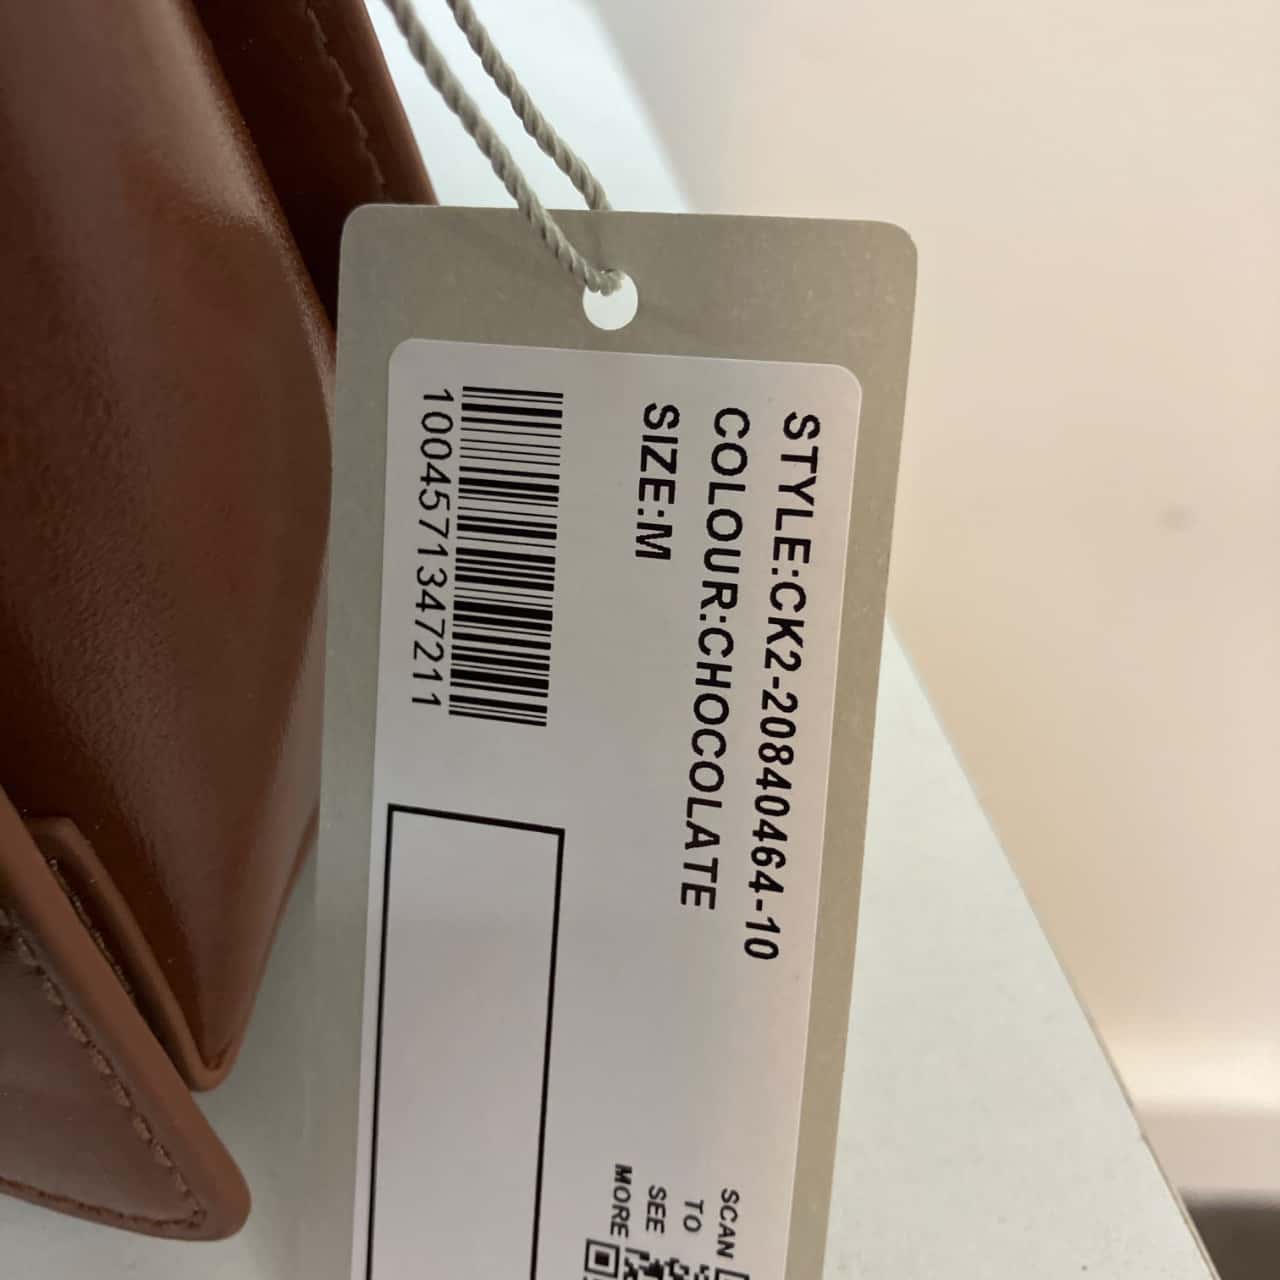 STYLE:CK2-20840464-10
COLOUR:CHOCOLATE
SIZE:M
1004571347211
SCAN
TO
SEE
MORE